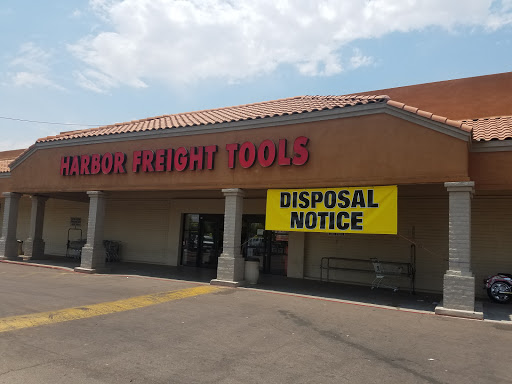 HARBOR FREIGHT TOOLS
DISPOSAL
NOTICE